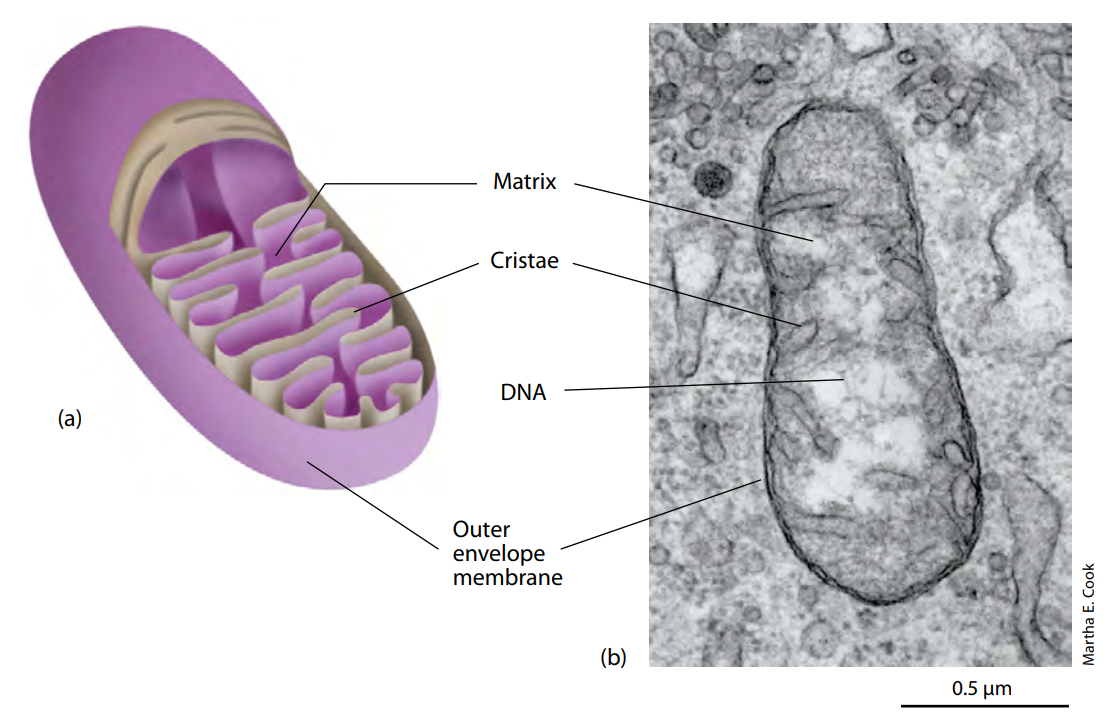 Matrix
Cristae
DNA
(a)
Outer
envelope
membrane
(b)
Martha E. Cook
0.5 µm